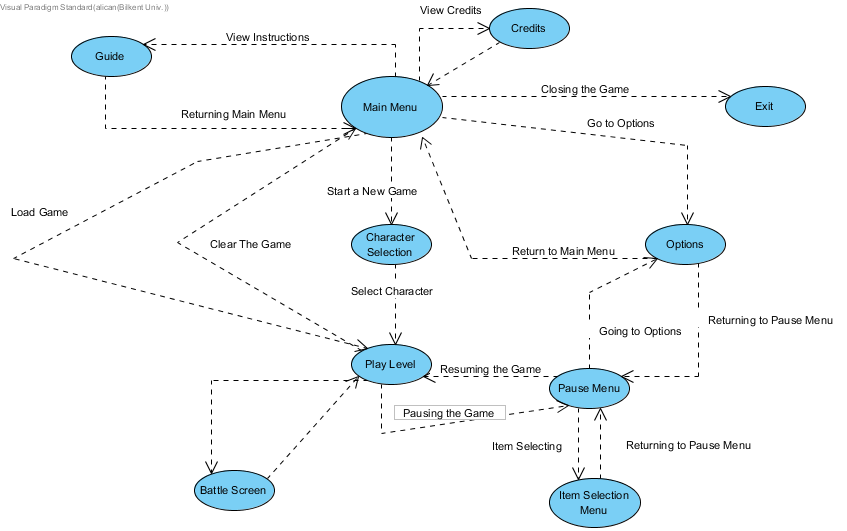 Visual Paradigm Standard(alican(Bilkent Univ.))
View Credits
Credits
View Instructions
Guide
Closing the Game
Main Menu
Exit
Returning Main Menu
Go to Options
Start a New Game
Load Game
Character
Selection
Clear The Game
Options
Return to Main Menu
Select Character
Returning to Pause Menu
Going to Options
Play Level
Resuming the Game
Pause Menu
Pausing the Game
Item Selecting
Returning to Pause Menu
Battle Screen
Item Selection
Menu